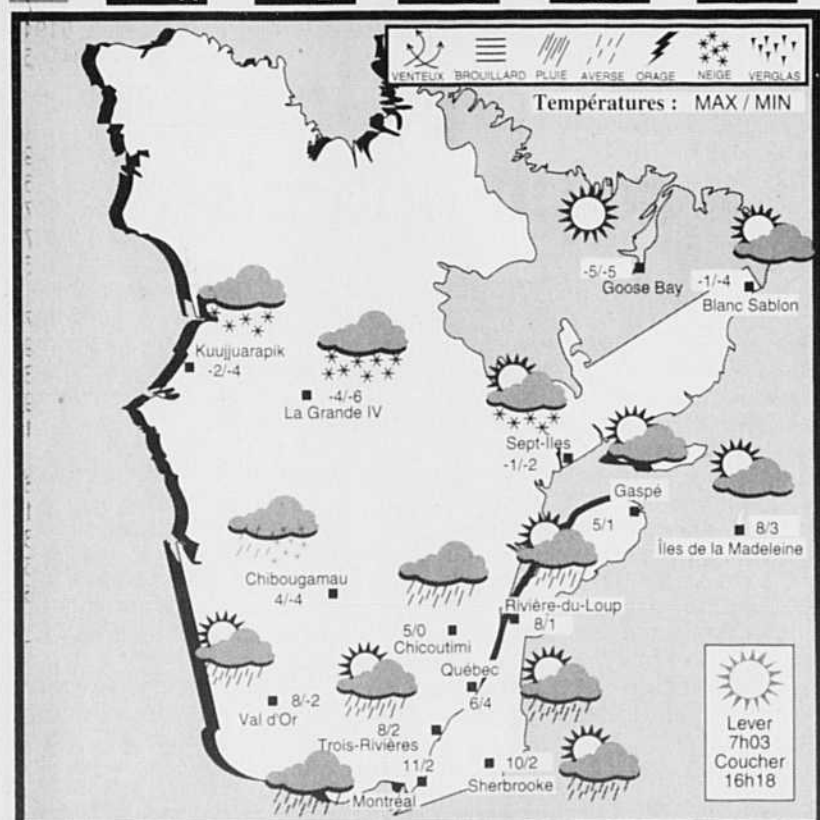 VENTEUX BROUILLARD PLUIE AVERSE ORAGE NEIGE VERGLAS
Températures : MAX / MIN
-5/-5
Goose Bay
-1/-4
Blanc Sablon
Kuujjuarapik
-2/-4
-4/-6
La Grande IV
Sept-Îles
-1/-2
Gaspé
5/1
8/3
Îles de la Madeleine
Chibougamau
4/-4
Rivière-du-Loup
8/1
5/0
Chicoutimi
Québec
6/4
8/-2
Val d'Or
8/2
Trois-Rivières
11/2
Montréal
10/2
Sherbrooke
Lever
7h03
Coucher
16h18